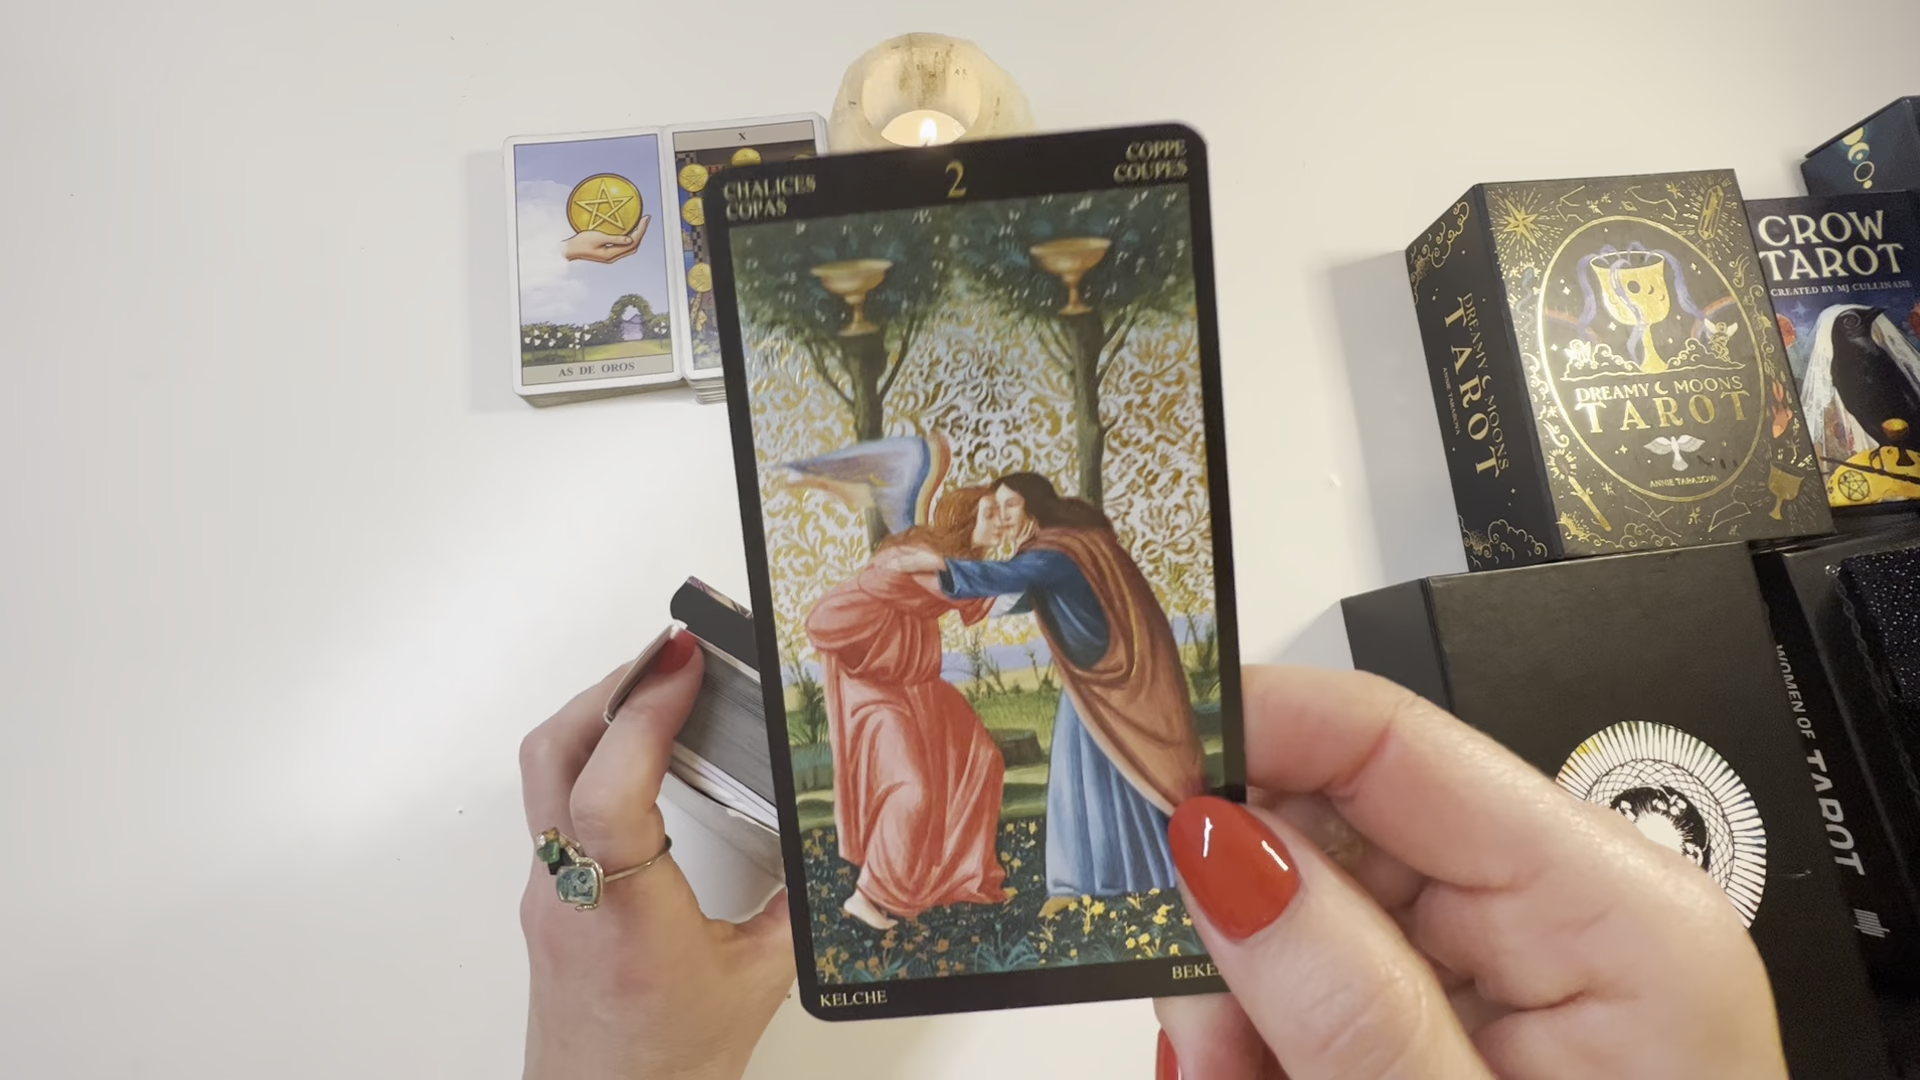 X
AS DE OROS
CHALICES
COPAS
2
COPPE
COUPES
KELCHE
DREAMY MOONS
TAROT
DREAMY MOONS
TAROT
ANNIE TARASOVA
CROW
TAROT
CREATED BY MJ CULLINANE
WOMEN OF TAROT